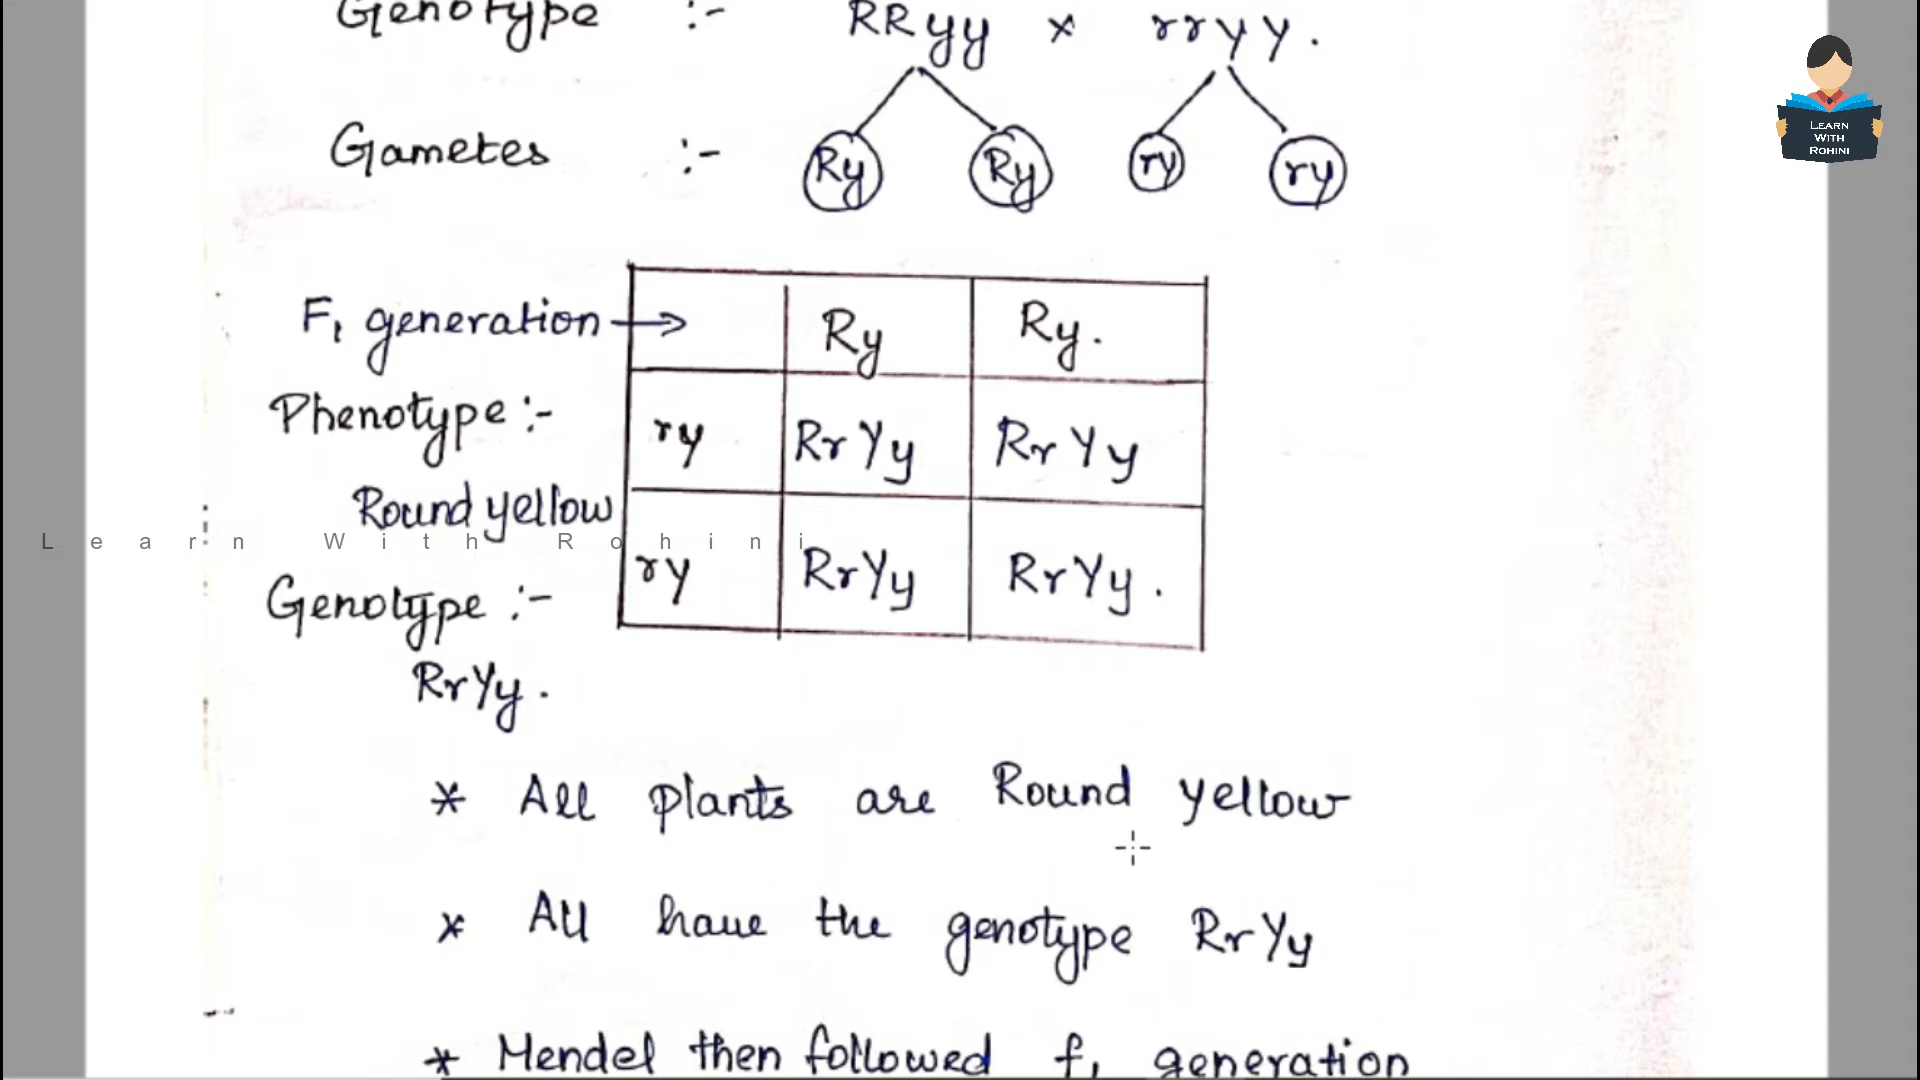 Genotype :- RRyy × rryy.
Gametes :- Ry Ry ry ry
F1 generation → Ry Ry.
Phenotype :- ry RrYy RrYy
Round yellow
Learn With Rohini
ry RrYy RrYy.
Genotype :-
RrYy.
* All plants are Round yellow
* All have the genotype RrYy
* Mendel then followed f1 generation
LEARN
WITH
ROHINI